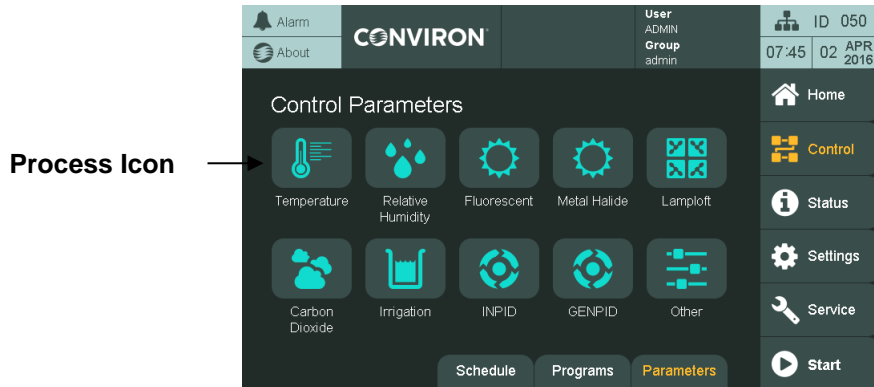 Alarm
About
CONVIRON
User
ADMIN
Group
admin
ID 050
07:45 02 APR 2016
Process Icon
Control Parameters
Temperature
Relative
Humidity
Fluorescent
Metal Halide
Lamploft
Carbon
Dioxide
Irrigation
INPID
GENPID
Other
Schedule
Programs
Parameters
Home
Control
Status
Settings
Service
Start